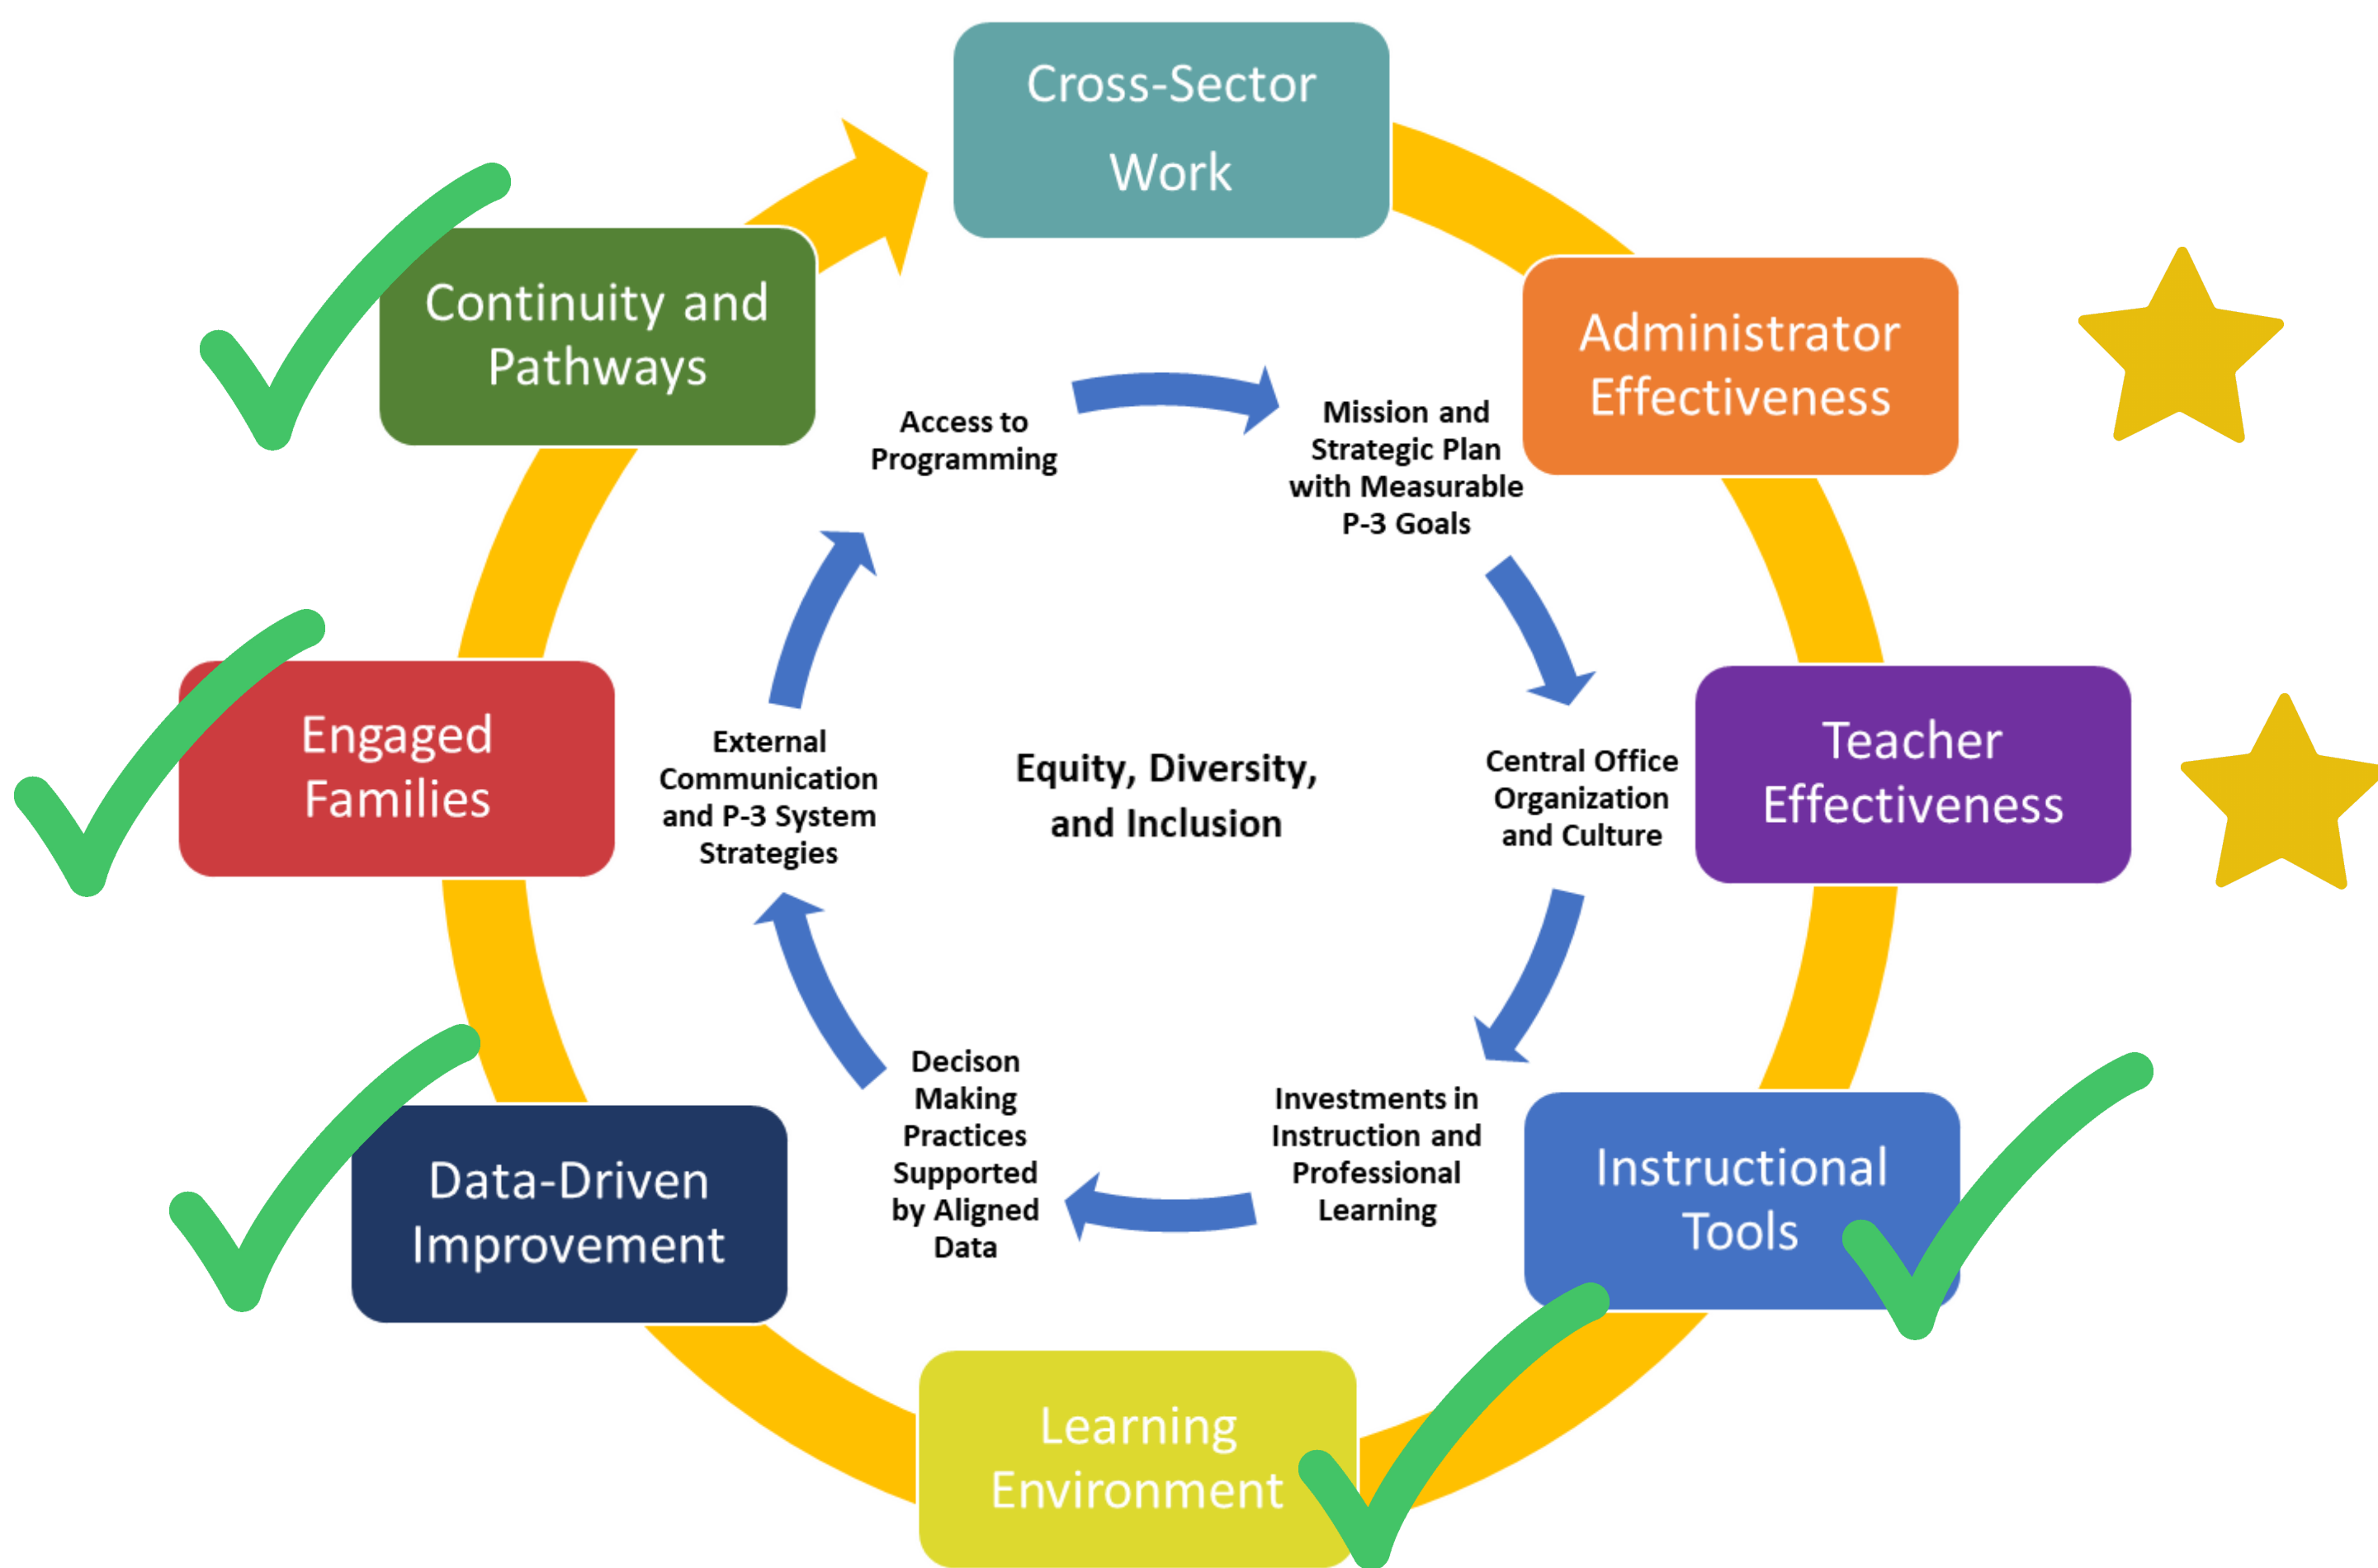 Cross-Sector
Work
Administrator
Effectiveness
Teacher
Effectiveness
Instructional
Tools
Learning
Environment
Data-Driven
Improvement
Engaged
Families
Continuity and
Pathways
Access to
Programming
Mission and
Strategic Plan
with Measurable
P-3 Goals
Central Office
Organization
and Culture
Investments in
Instruction and
Professional
Learning
Decison
Making
Practices
Supported
by Aligned
Data
External
Communication
and P-3 System
Strategies
Equity, Diversity,
and Inclusion